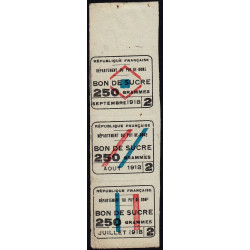 RÉPUBLIQUE FRANÇAISE
DÉPARTEMENT DU PUY DE DOME
BON DE SUCRE
250 GRAMMES
SEPTEMBRE 1918 2
RÉPUBLIQUE FRANÇAISE
DÉPARTEMENT DU PUY DE DOME
BON DE SUCRE
250 GRAMMES
AOUT 1918 2
RÉPUBLIQUE FRANÇAISE
DÉPARTEMENT DU PUY DE DOME
BON DE SUCRE
250 GRAMMES
JUILLET 1918 2